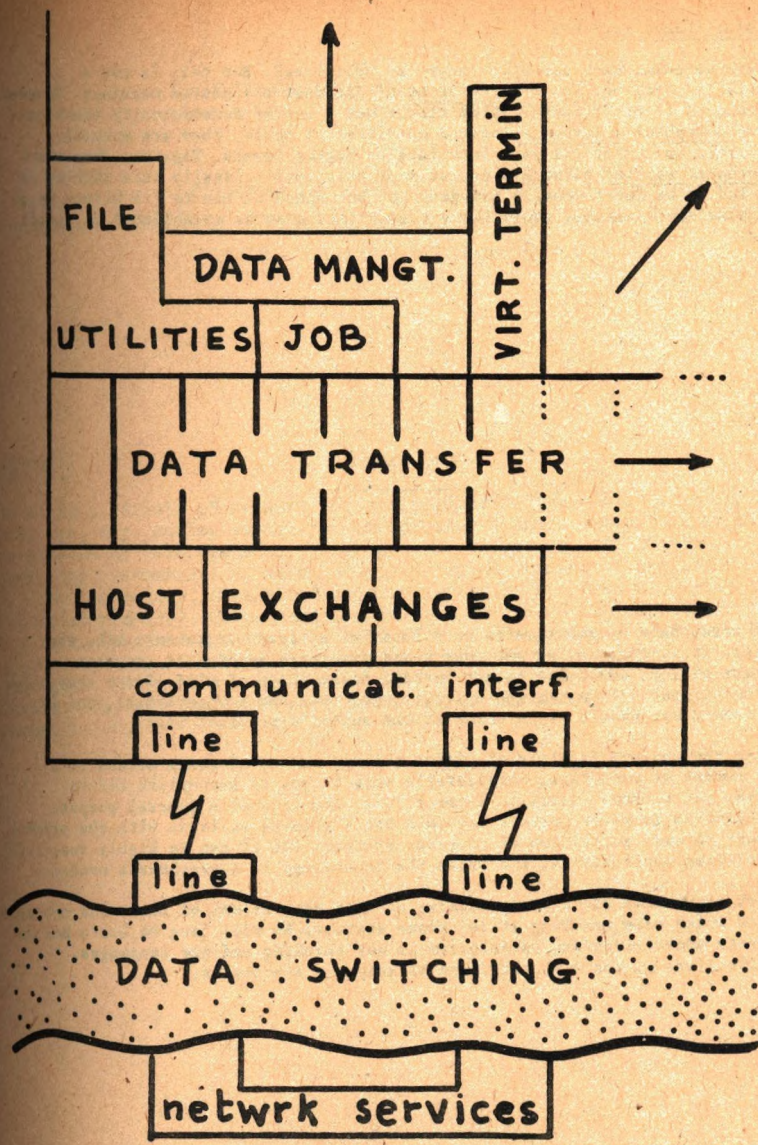 FILE
VIRT. TERMIN
DATA MANGT.
UTILITIES
JOB
DATA TRANSFER
HOST EXCHANGES
communicat. interf.
line
line
line
line
DATA SWITCHING
netwrk services